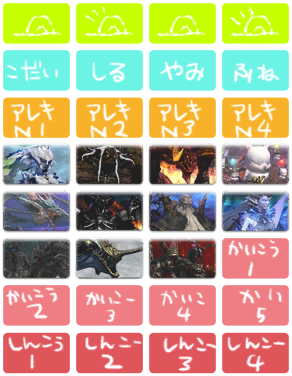 こだい しる やみ ふね
アレキ アレキ アレキ アレキ
N1 N2 N3 N4
かいこう
1
かいこう かいこー かいこ かい
2 3 4 5
しんこう しんこー しんこー しんこー
1 2 3 4